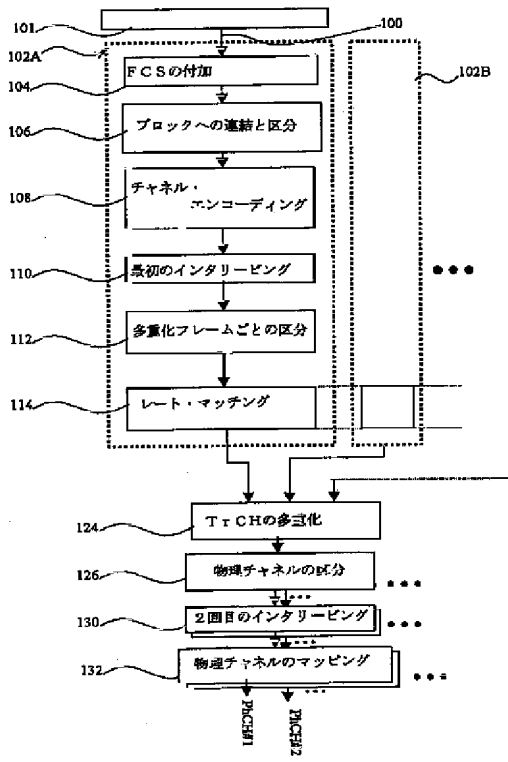 101
100
102A
102B
104
FCSの付加
106
ブロックへの連結と区分
108
チャネル・
エンコーディング
110
最初のインタリービング
112
多重化フレームごとの区分
114
レート・マッチング
124
TrCHの多重化
126
物理チャネルの区分
130
2回目のインタリービング
132
物理チャネルのマッピング
PhCH#1
PhCH#2